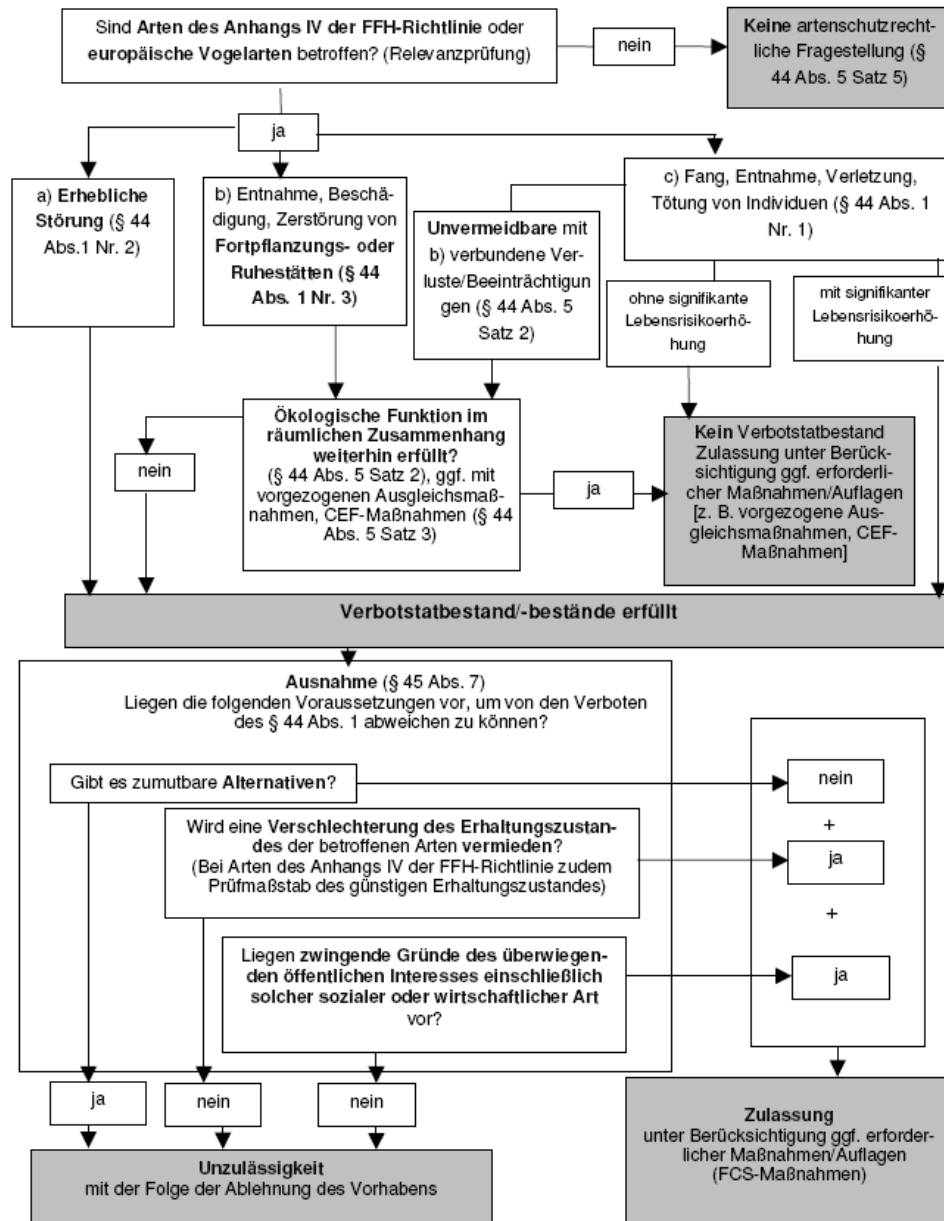 Sind Arten des Anhangs IV der FFH-Richtlinie oder
europäische Vogelarten betroffen? (Relevanzprüfung)
nein
Keine artenschutzrecht-
liche Fragestellung (§
44 Abs. 5 Satz 5)
ja
a) Erhebliche
Störung (§ 44
Abs.1 Nr. 2)
b) Entnahme, Beschä-
digung, Zerstörung von
Fortpflanzungs- oder
Ruhestätten (§ 44
Abs. 1 Nr. 3)
Unvermeidbare mit
b) verbundene Ver-
luste/Beeinträchtigun
gen (§ 44 Abs. 5
Satz 2)
c) Fang, Entnahme, Verletzung,
Tötung von Individuen (§ 44 Abs. 1
Nr. 1)
ohne signifikante
Lebensrisikoerhö-
hung
mit signifikanter
Lebensrisikoerhö-
hung
Ökologische Funktion im
räumlichen Zusammenhang
weiterhin erfüllt?
(§ 44 Abs. 5 Satz 2), ggf. mit
vorgezogenen Ausgleichsmaß-
nahmen, CEF-Maßnahmen (§ 44
Abs. 5 Satz 3)
nein
ja
Kein Verbotstatbestand
Zulassung unter Berück-
sichtigung ggf. erforder-
licher Maßnahmen/Auflagen
[z. B. vorgezogene Aus-
gleichsmaßnahmen, CEF-
Maßnahmen]
Verbotstatbestand/-bestände erfüllt
Ausnahme (§ 45 Abs. 7)
Liegen die folgenden Voraussetzungen vor, um von den Verboten
des § 44 Abs. 1 abweichen zu können?
Gibt es zumutbare Alternativen?
nein
+
Wird eine Verschlechterung des Erhaltungszustan-
des der betroffenen Arten vermieden?
(Bei Arten des Anhangs IV der FFH-Richtlinie zudem
Prüfmaßstab des günstigen Erhaltungszustandes)
ja
+
Liegen zwingende Gründe des überwiegen-
den öffentlichen Interesses einschließlich
solcher sozialer oder wirtschaftlicher Art
vor?
ja
ja
nein
nein
Unzulässigkeit
mit der Folge der Ablehnung des Vorhabens
Zulassung
unter Berücksichtigung ggf. erforder-
licher Maßnahmen/Auflagen
(FCS-Maßnahmen)